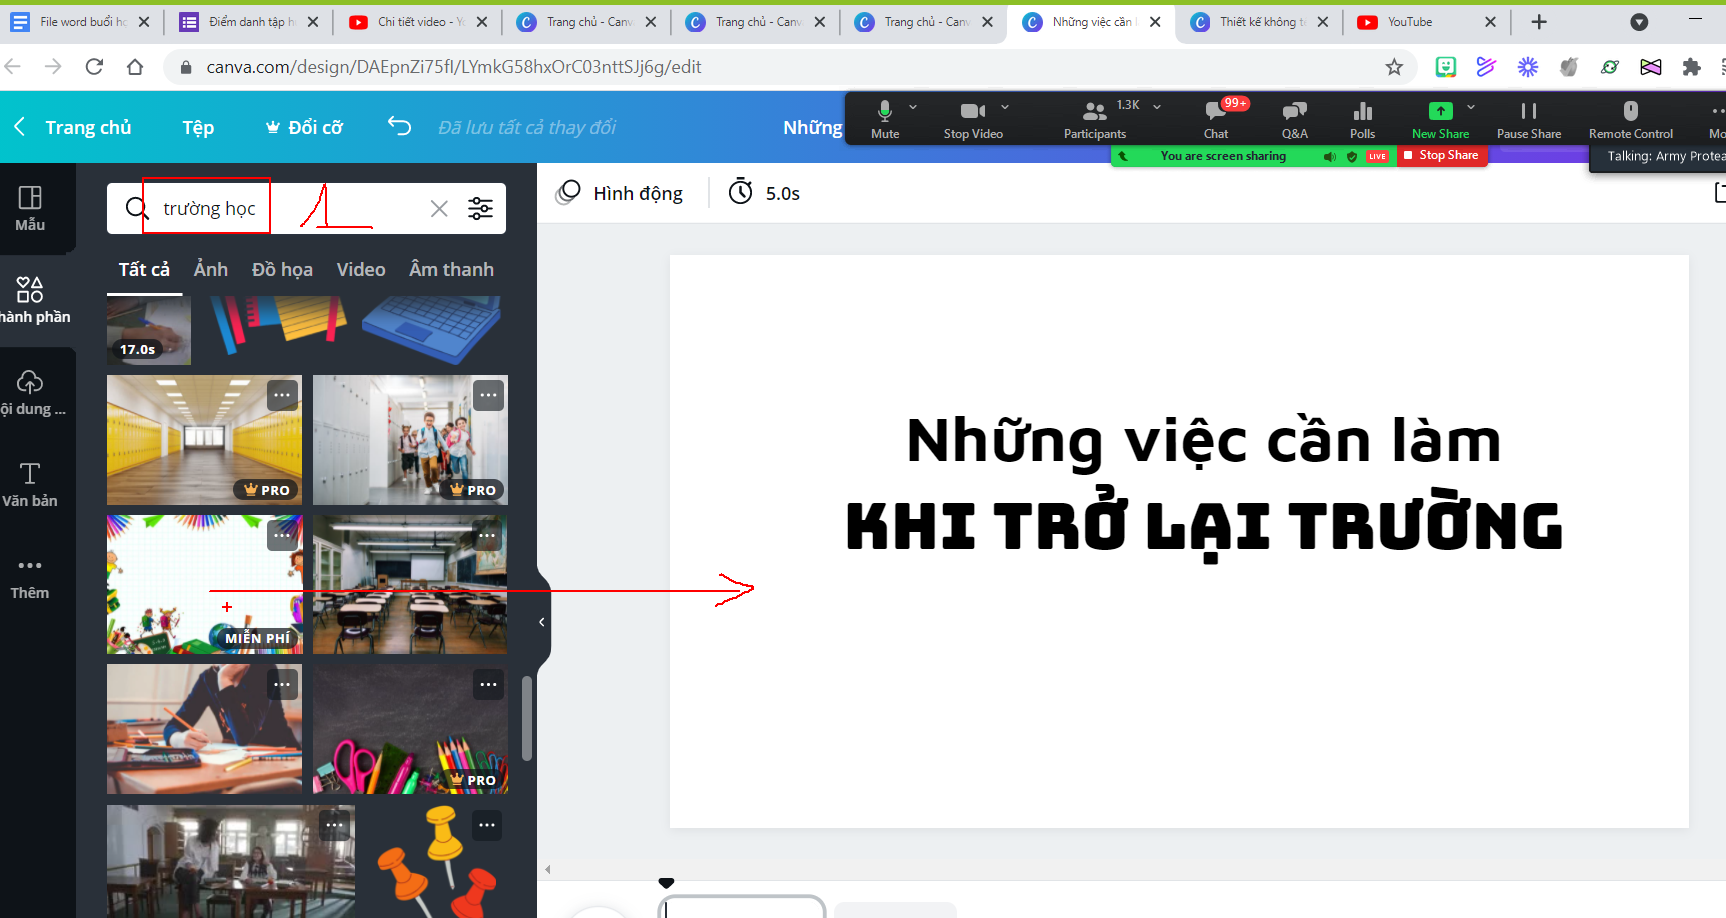 File word buổi họ
Điểm danh tập h
Chi tiết video - Yo
Trang chủ - Canv
Trang chủ - Canv
Trang chủ - Canv
Những việc cần l
Thiết kế không t
YouTube
canva.com/design/DAEpnZi75fI/LYmkG58hxOrC03nttSJj6g/edit
Trang chủ
Tệp
Đổi cỡ
Đã lưu tất cả thay đổi
Những
1.3K
99+
Mute
Stop Video
Participants
Chat
Q&A
Polls
New Share
Pause Share
Remote Control
Mo
You are screen sharing
LIVE
Stop Share
Talking: Army Protea
Mẫu
hành phần
ội dung ...
Văn bản
Thêm
trường học
1
Tất cả
Ảnh
Đồ họa
Video
Âm thanh
17.0s
PRO
PRO
MIỄN PHÍ
PRO
Hình động
5.0s
Những việc cần làm
KHI TRỞ LẠI TRƯỜNG